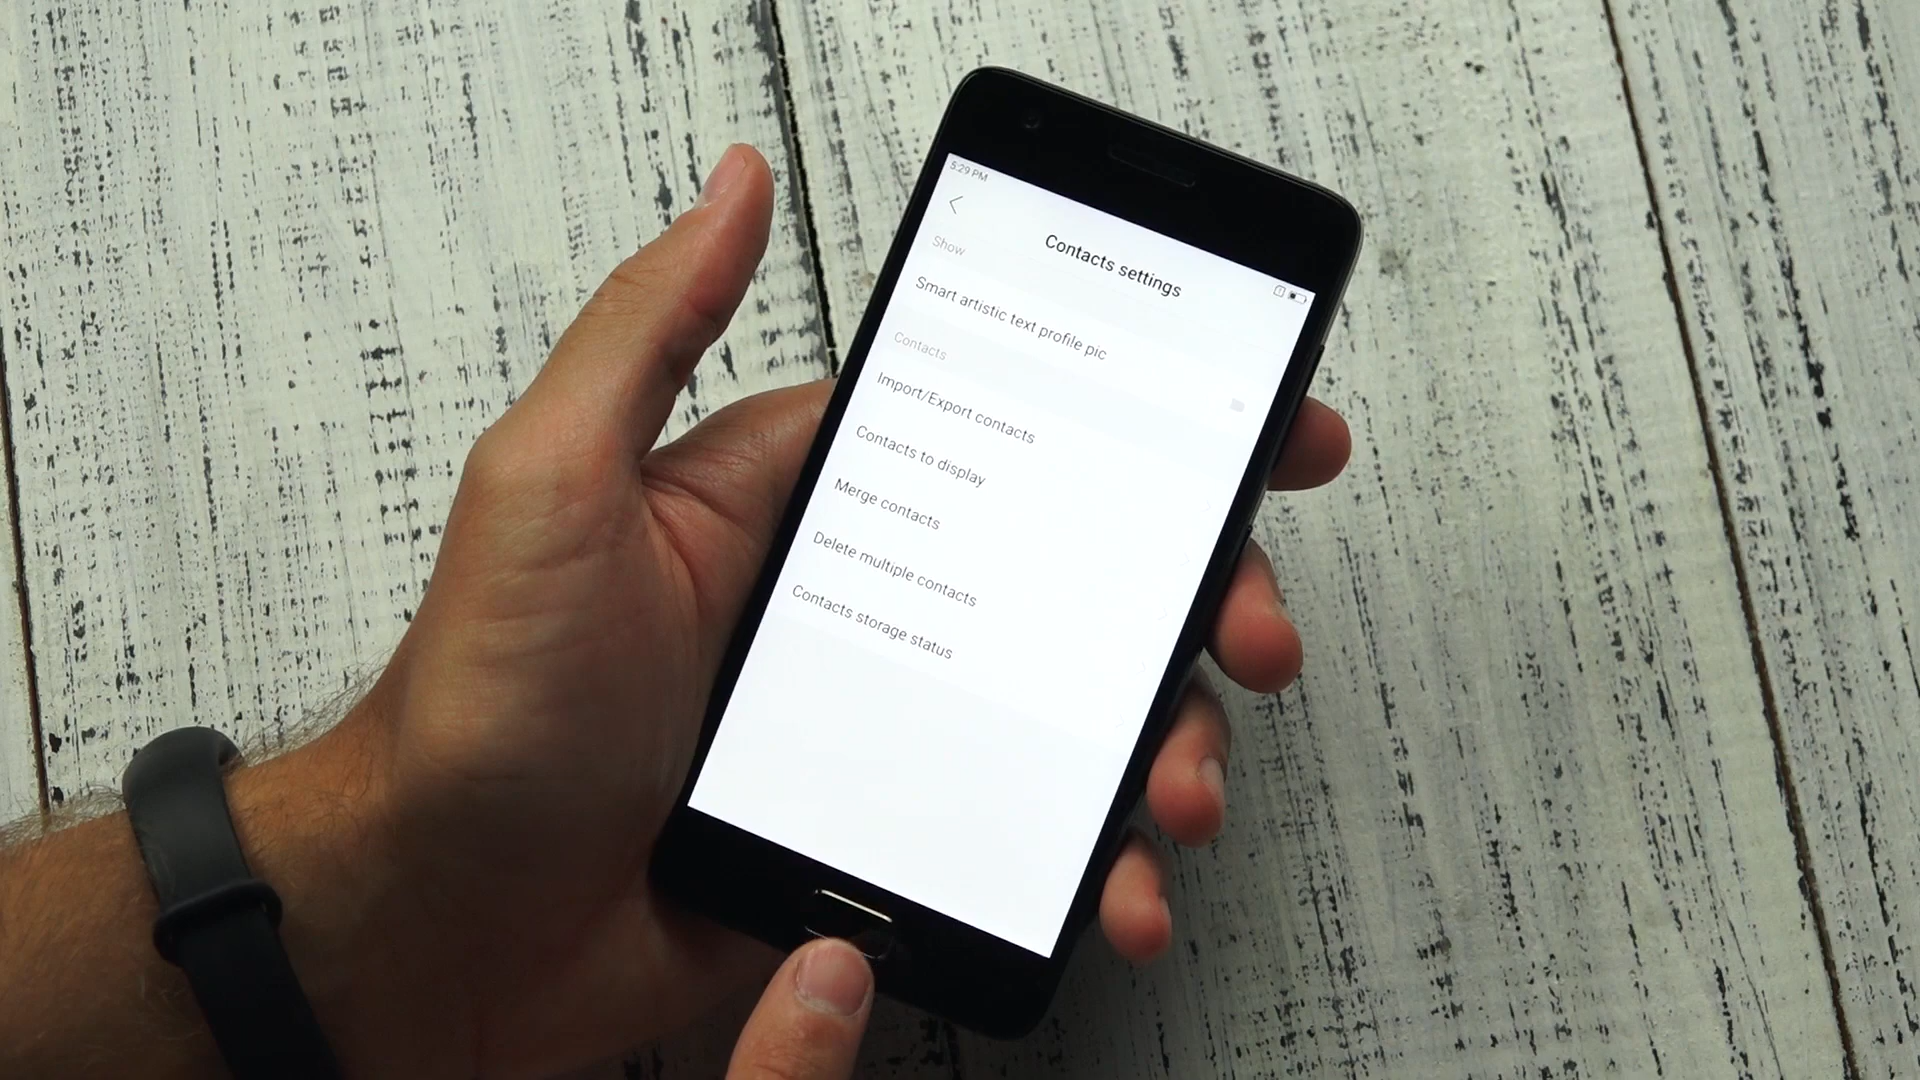 5:29 PM
Contacts settings
Show
Smart artistic text profile pic
Contacts
Import/Export contacts
Contacts to display
Merge contacts
Delete multiple contacts
Contacts storage status